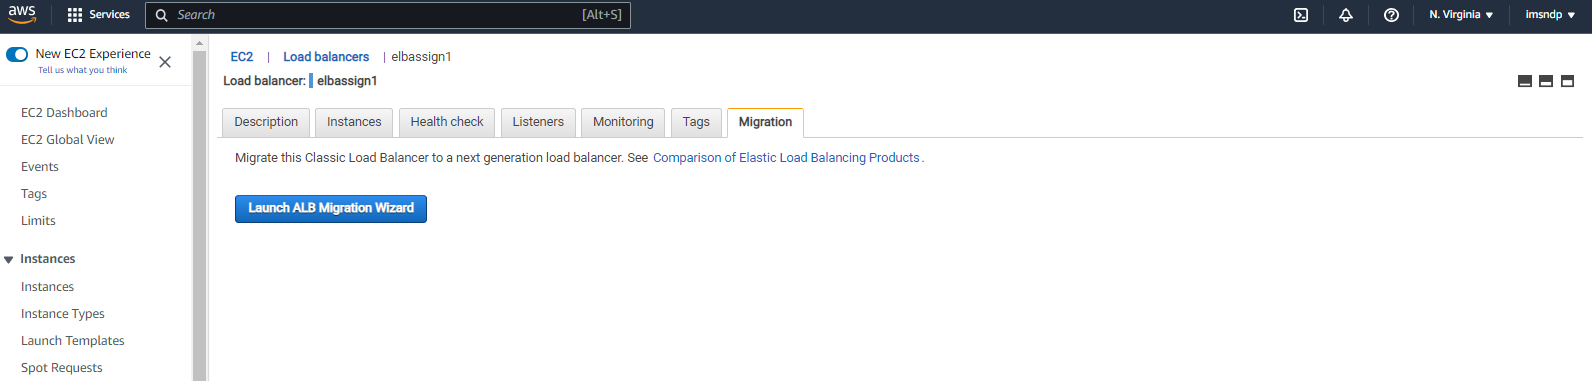 aws Services Search [Alt+S] N. Virginia imsndp
New EC2 Experience
Tell us what you think
EC2 Dashboard
EC2 Global View
Events
Tags
Limits
Instances
Instances
Instance Types
Launch Templates
Spot Requests
EC2 | Load balancers | elbassign1
Load balancer: elbassign1
Description Instances Health check Listeners Monitoring Tags Migration
Migrate this Classic Load Balancer to a next generation load balancer. See Comparison of Elastic Load Balancing Products.
Launch ALB Migration Wizard